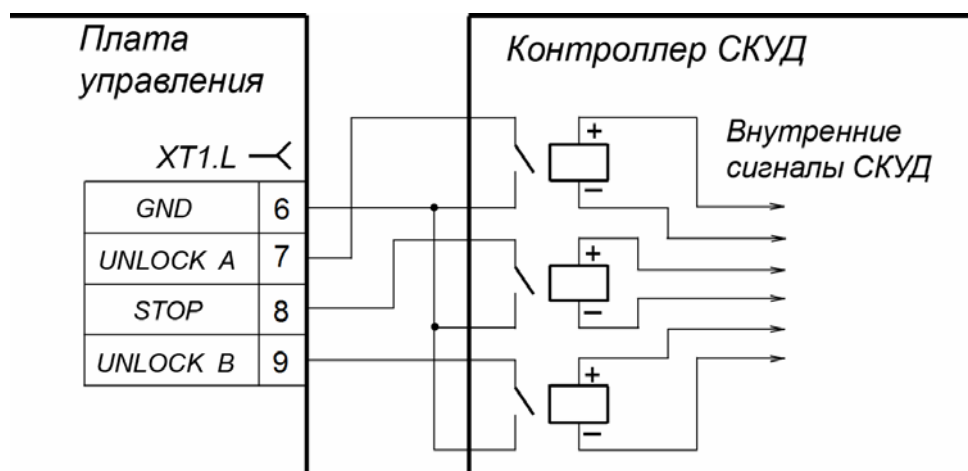 Плата
управления
XT1.L
GND 6
UNLOCK A 7
STOP 8
UNLOCK B 9
Контроллер СКУД
Внутренние
сигналы СКУД
+
−
+
−
+
−